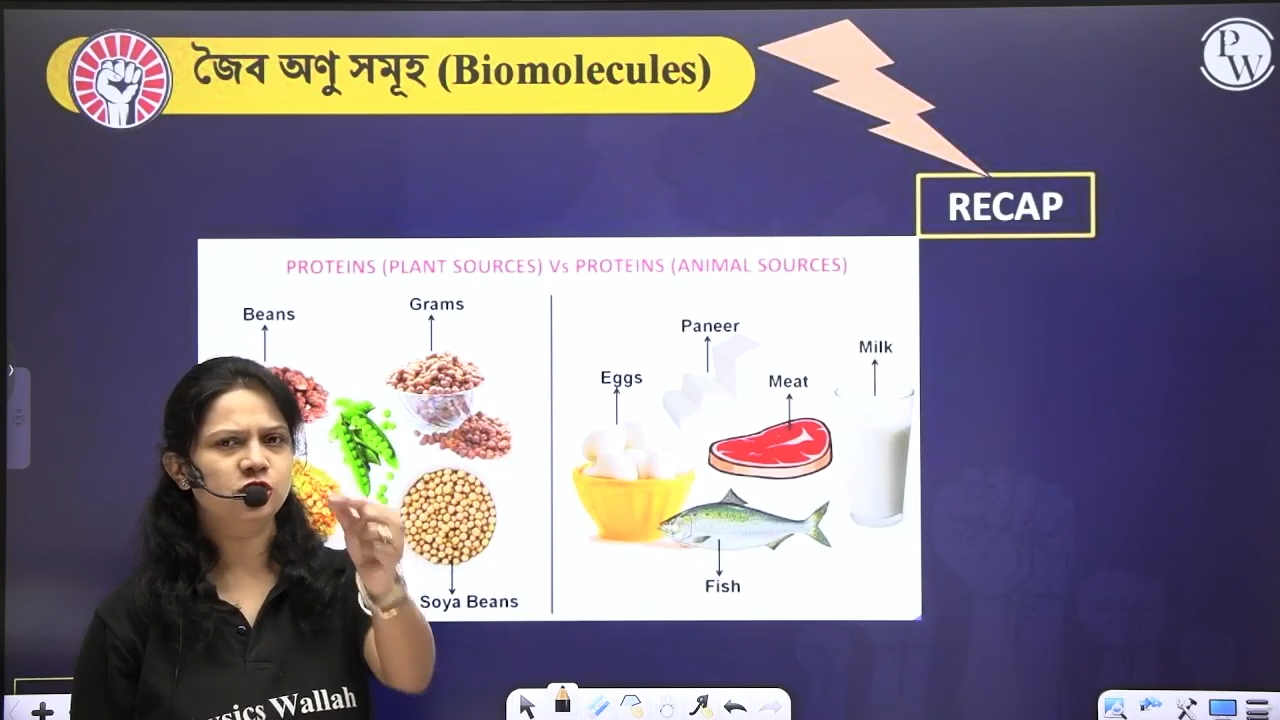 জৈব অণু সমূহ (Biomolecules)
PW
RECAP
PROTEINS (PLANT SOURCES) Vs PROTEINS (ANIMAL SOURCES)
Beans
Grams
Paneer
Milk
Eggs
Meat
Fish
Soya Beans
Wallah